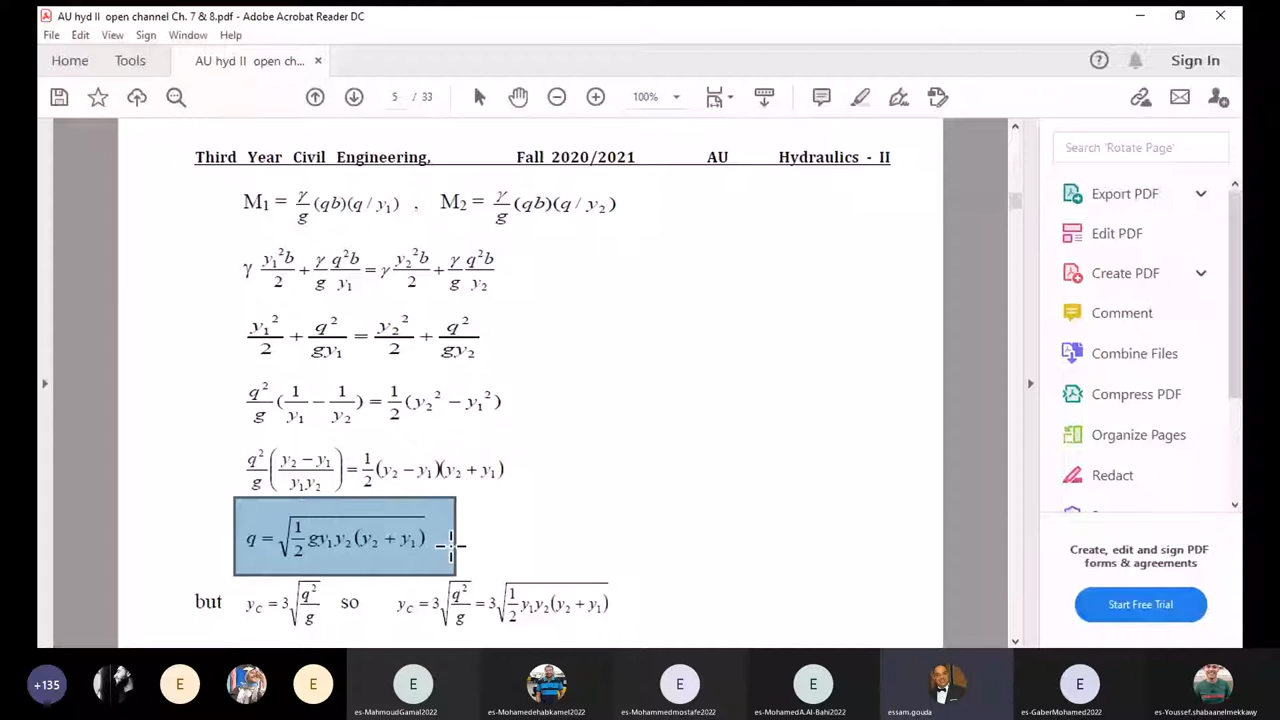 AU hyd II open channel Ch. 7 & 8.pdf - Adobe Acrobat Reader DC
File Edit View Sign Window Help
Home Tools AU hyd II open ch... × Sign In
5 / 33 100%
Third Year Civil Engineering, Fall 2020/2021 AU Hydraulics - II
M₁ = γ/g (qb)(q / y₁) , M₂ = γ/g (qb)(q / y₂)
γ y₁²b/2 + γ/g q²b/y₁ = γ y₂²b/2 + γ/g q²b/y₂
y₁²/2 + q²/gy₁ = y₂²/2 + q²/gy₂
q²/g (1/y₁ − 1/y₂) = 1/2 (y₂² − y₁²)
q²/g ((y₂ − y₁)/y₁y₂) = 1/2 (y₂ − y₁)(y₂ + y₁)
q = √(1/2 gy₁y₂(y₂ + y₁))
but y_C = 3√(q²/g) so y_C = 3√(q²/g) = 3√(1/2 y₁y₂(y₂ + y₁))
Search 'Rotate Page'
Export PDF
Edit PDF
Create PDF
Comment
Combine Files
Compress PDF
Organize Pages
Redact
Create, edit and sign PDF
forms & agreements
Start Free Trial
+135 E E E E E E
es-MahmoudGamal2022 es-Mohamedehabkamel2022 es-Mohammedmostafe2022 es-MohamedA.Al-Bahi2022 essam.gouda es-GaberMohamed2022 es-Youssef.shabaanelmekkawy